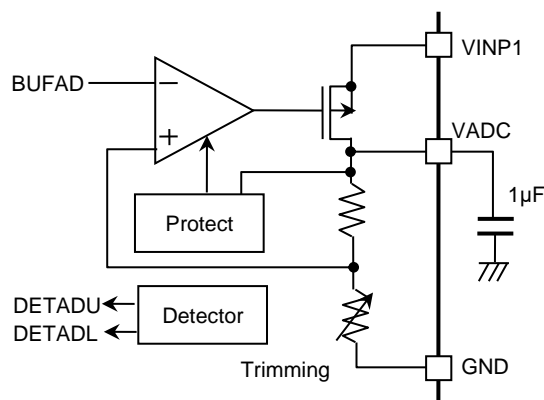 VINP1
BUFAD
−
+
VADC
1μF
Protect
DETADU
DETADL
Detector
Trimming
GND